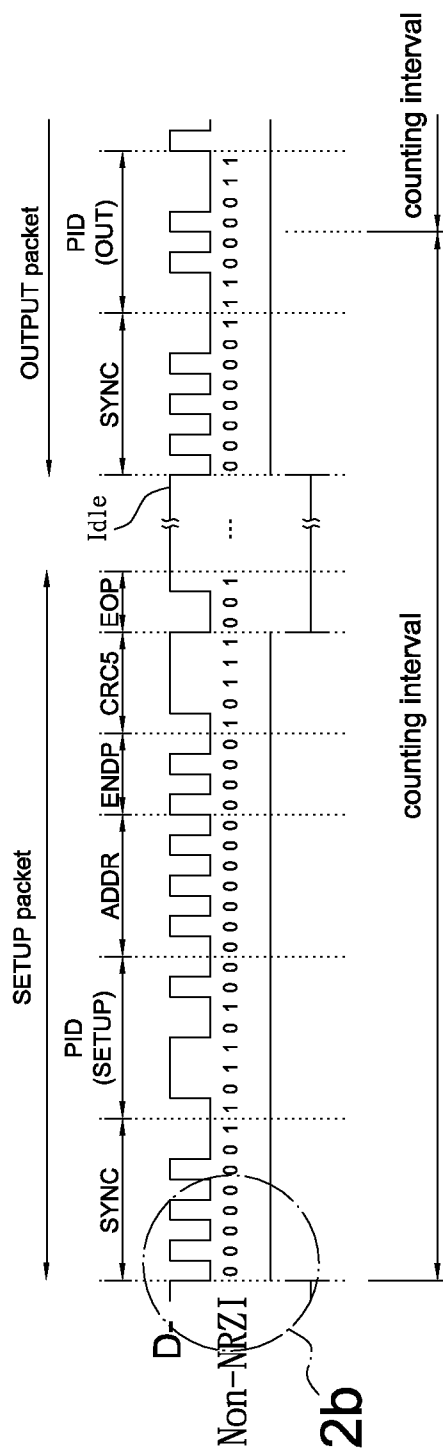 SETUP packet
OUTPUT packet
SYNC
PID
(SETUP)
ADDR
ENDP
CRC5
EOP
Idle
SYNC
PID
(OUT)
D-
Non-NRZI
0 0 0 0 0 0 0 1 1 0 1 1 0 1 0 0 0 0 0 0 0 0 0 0 0 0 0 1 0 1 1 1 0 0 1 ... 0 0 0 0 0 0 0 1 1 1 0 0 0 0 1 1
2b
counting interval
counting interval